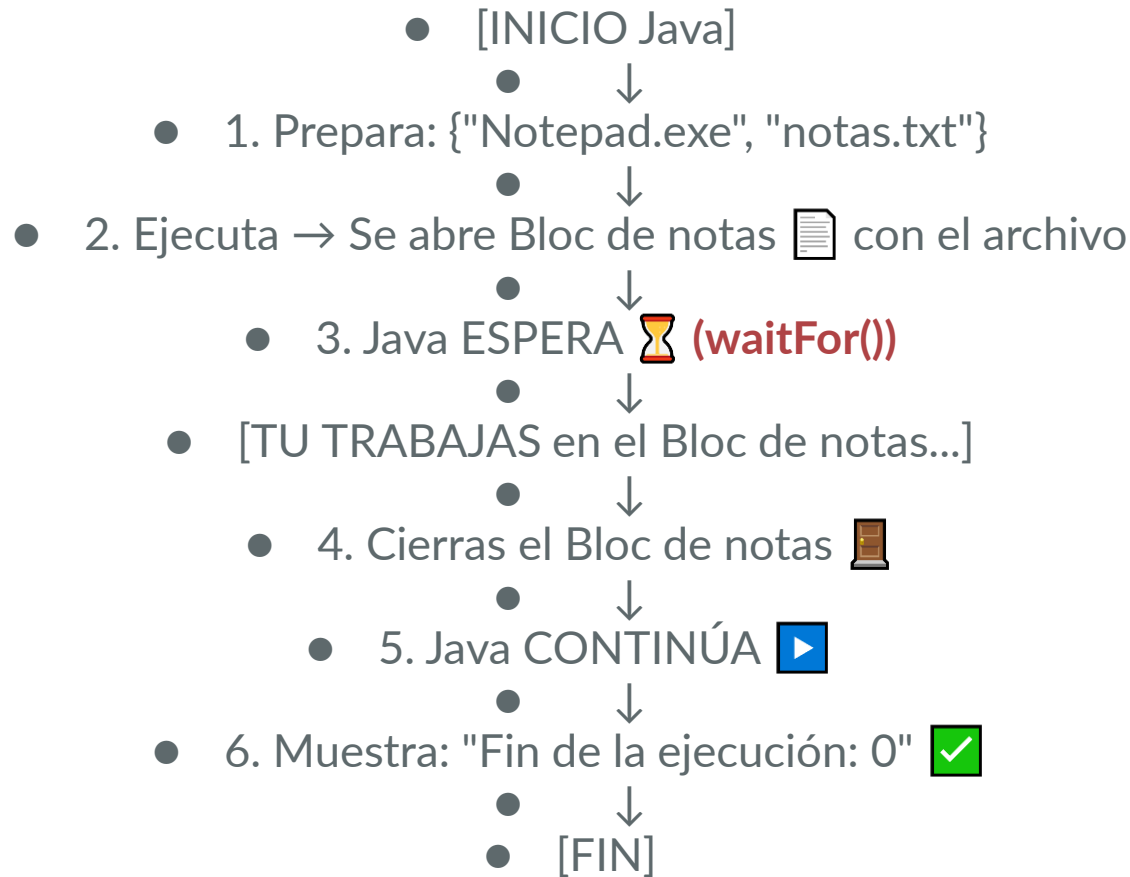 ● [INICIO Java]
● ↓
● 1. Prepara: {"Notepad.exe", "notas.txt"}
● ↓
● 2. Ejecuta → Se abre Bloc de notas 📄 con el archivo
● ↓
● 3. Java ESPERA ⏳ (waitFor())
● ↓
● [TU TRABAJAS en el Bloc de notas...]
● ↓
● 4. Cierras el Bloc de notas 🚪
● ↓
● 5. Java CONTINÚA ▶️
● ↓
● 6. Muestra: "Fin de la ejecución: 0" ✅
● ↓
● [FIN]